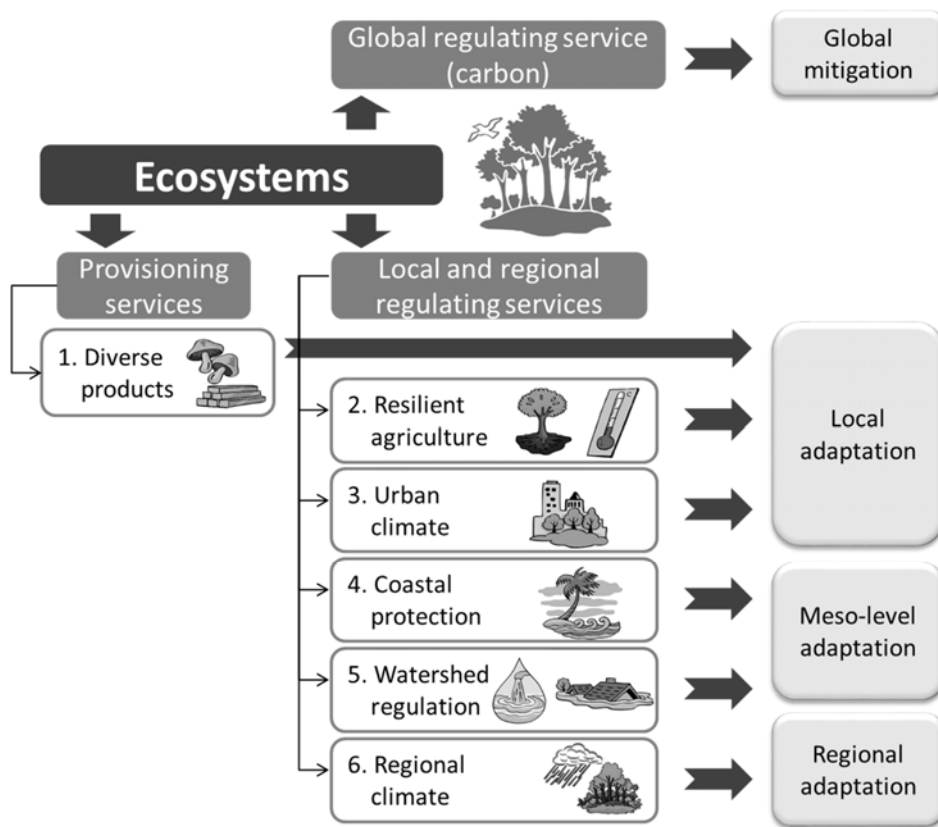 Global regulating service
(carbon)
Global
mitigation
Ecosystems
Provisioning
services
Local and regional
regulating services
1. Diverse
products
2. Resilient
agriculture
3. Urban
climate
Local
adaptation
4. Coastal
protection
5. Watershed
regulation
Meso-level
adaptation
6. Regional
climate
Regional
adaptation